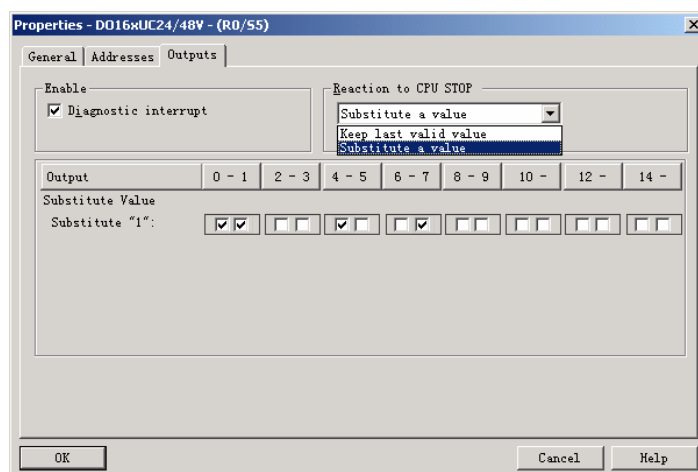 Properties - DO16xUC24/48V - (R0/S5)
General Addresses Outputs
Enable
Diagnostic interrupt
Reaction to CPU STOP
Substitute a value
Keep last valid value
Substitute a value
Output 0 - 1 2 - 3 4 - 5 6 - 7 8 - 9 10 - 12 - 14 -
Substitute Value
Substitute "1":
OK Cancel Help